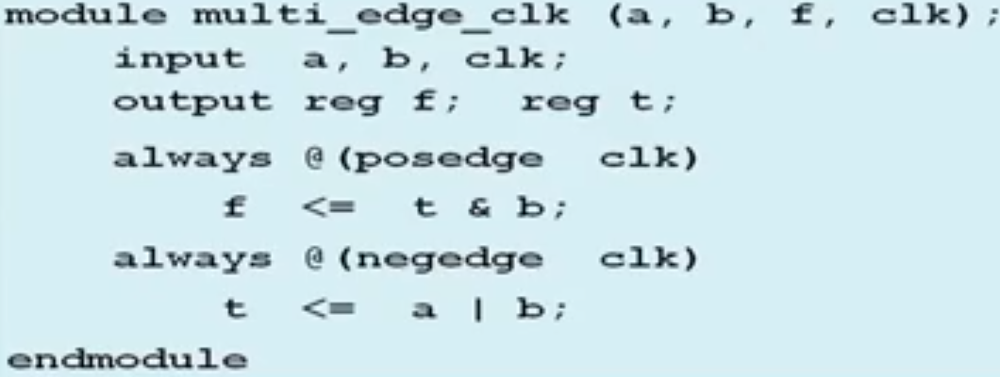 module multi_edge_clk (a, b, f, clk);
input a, b, clk;
output reg f; reg t;
always @(posedge clk)
f <= t & b;
always @(negedge clk)
t <= a | b;
endmodule